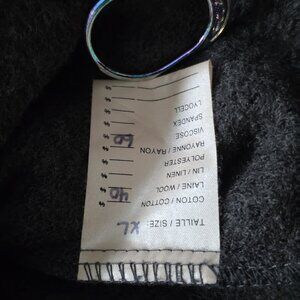 TAILLE / SIZE: XL
COTON / COTTON %
LAINE / WOOL 40 %
LIN / LINEN %
POLYESTER %
RAYONNE / RAYON %
VISCOSE 60 %
SPANDEX %
LYOCELL %
%
%